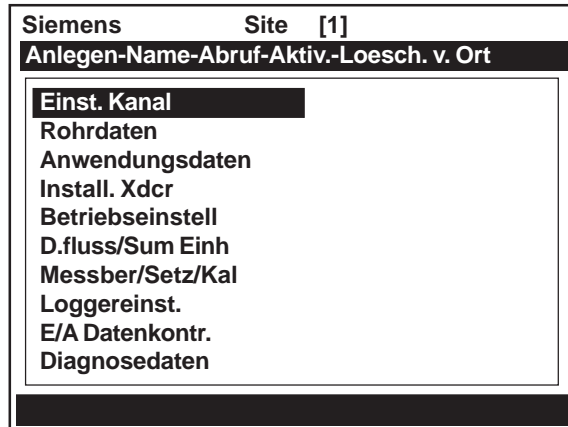 Siemens Site [1]
Anlegen-Name-Abruf-Aktiv.-Loesch. v. Ort
Einst. Kanal
Rohrdaten
Anwendungsdaten
Install. Xdcr
Betriebseinstell
D.fluss/Sum Einh
Messber/Setz/Kal
Loggereinst.
E/A Datenkontr.
Diagnosedaten